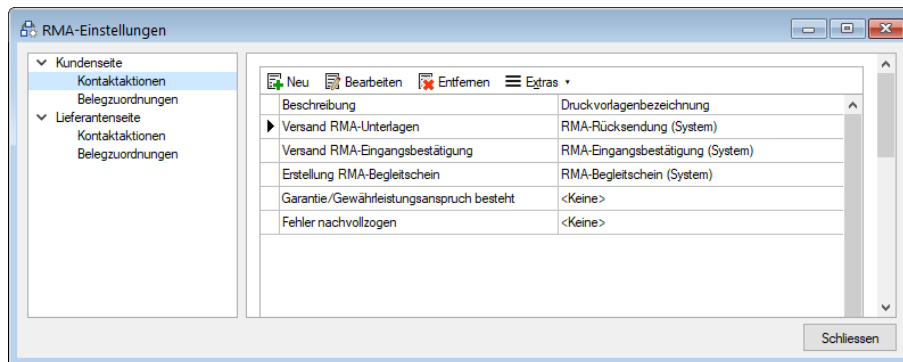 RMA-Einstellungen
Kundenseite
Kontaktaktionen
Belegzuordnungen
Lieferantenseite
Kontaktaktionen
Belegzuordnungen
Neu Bearbeiten Entfernen Extras
Beschreibung Druckvorlagenbezeichnung
Versand RMA-Unterlagen RMA-Rücksendung (System)
Versand RMA-Eingangsbestätigung RMA-Eingangsbestätigung (System)
Erstellung RMA-Begleitschein RMA-Begleitschein (System)
Garantie/Gewährleistungsanspruch besteht <Keine>
Fehler nachvollzogen <Keine>
Schliessen